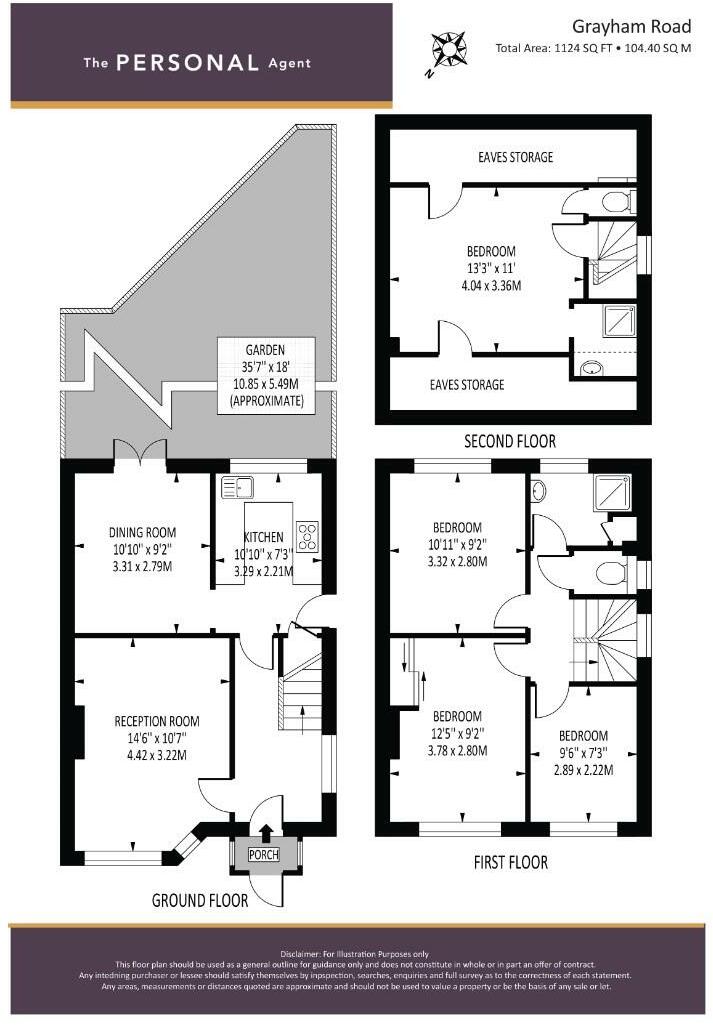 The PERSONAL Agent
Grayham Road
Total Area: 1124 SQ FT • 104.40 SQ M
N
EAVES STORAGE
BEDROOM
13'3" x 11'
4.04 x 3.36M
EAVES STORAGE
SECOND FLOOR
GARDEN
35'7" x 18'
10.85 x 5.49M
(APPROXIMATE)
DINING ROOM
10'10" x 9'2"
3.31 x 2.79M
KITCHEN
10'10" x 7'3"
3.29 x 2.21M
RECEPTION ROOM
14'6" x 10'7"
4.42 x 3.22M
PORCH
GROUND FLOOR
BEDROOM
10'11" x 9'2"
3.32 x 2.80M
BEDROOM
12'5" x 9'2"
3.78 x 2.80M
BEDROOM
9'6" x 7'3"
2.89 x 2.22M
FIRST FLOOR
Disclaimer: For Illustration Purposes only
This floor plan should be used as a general outline for guidance only and does not constitute in whole or in part an offer of contract.
Any intedning purchaser or lessee should satisfy themselves by inpspection, searches, enquiries and full survey as to the correctness of each statement.
Any areas, measurements or distances quoted are approximate and should not be used to value a property or be the basis of any sale or let.